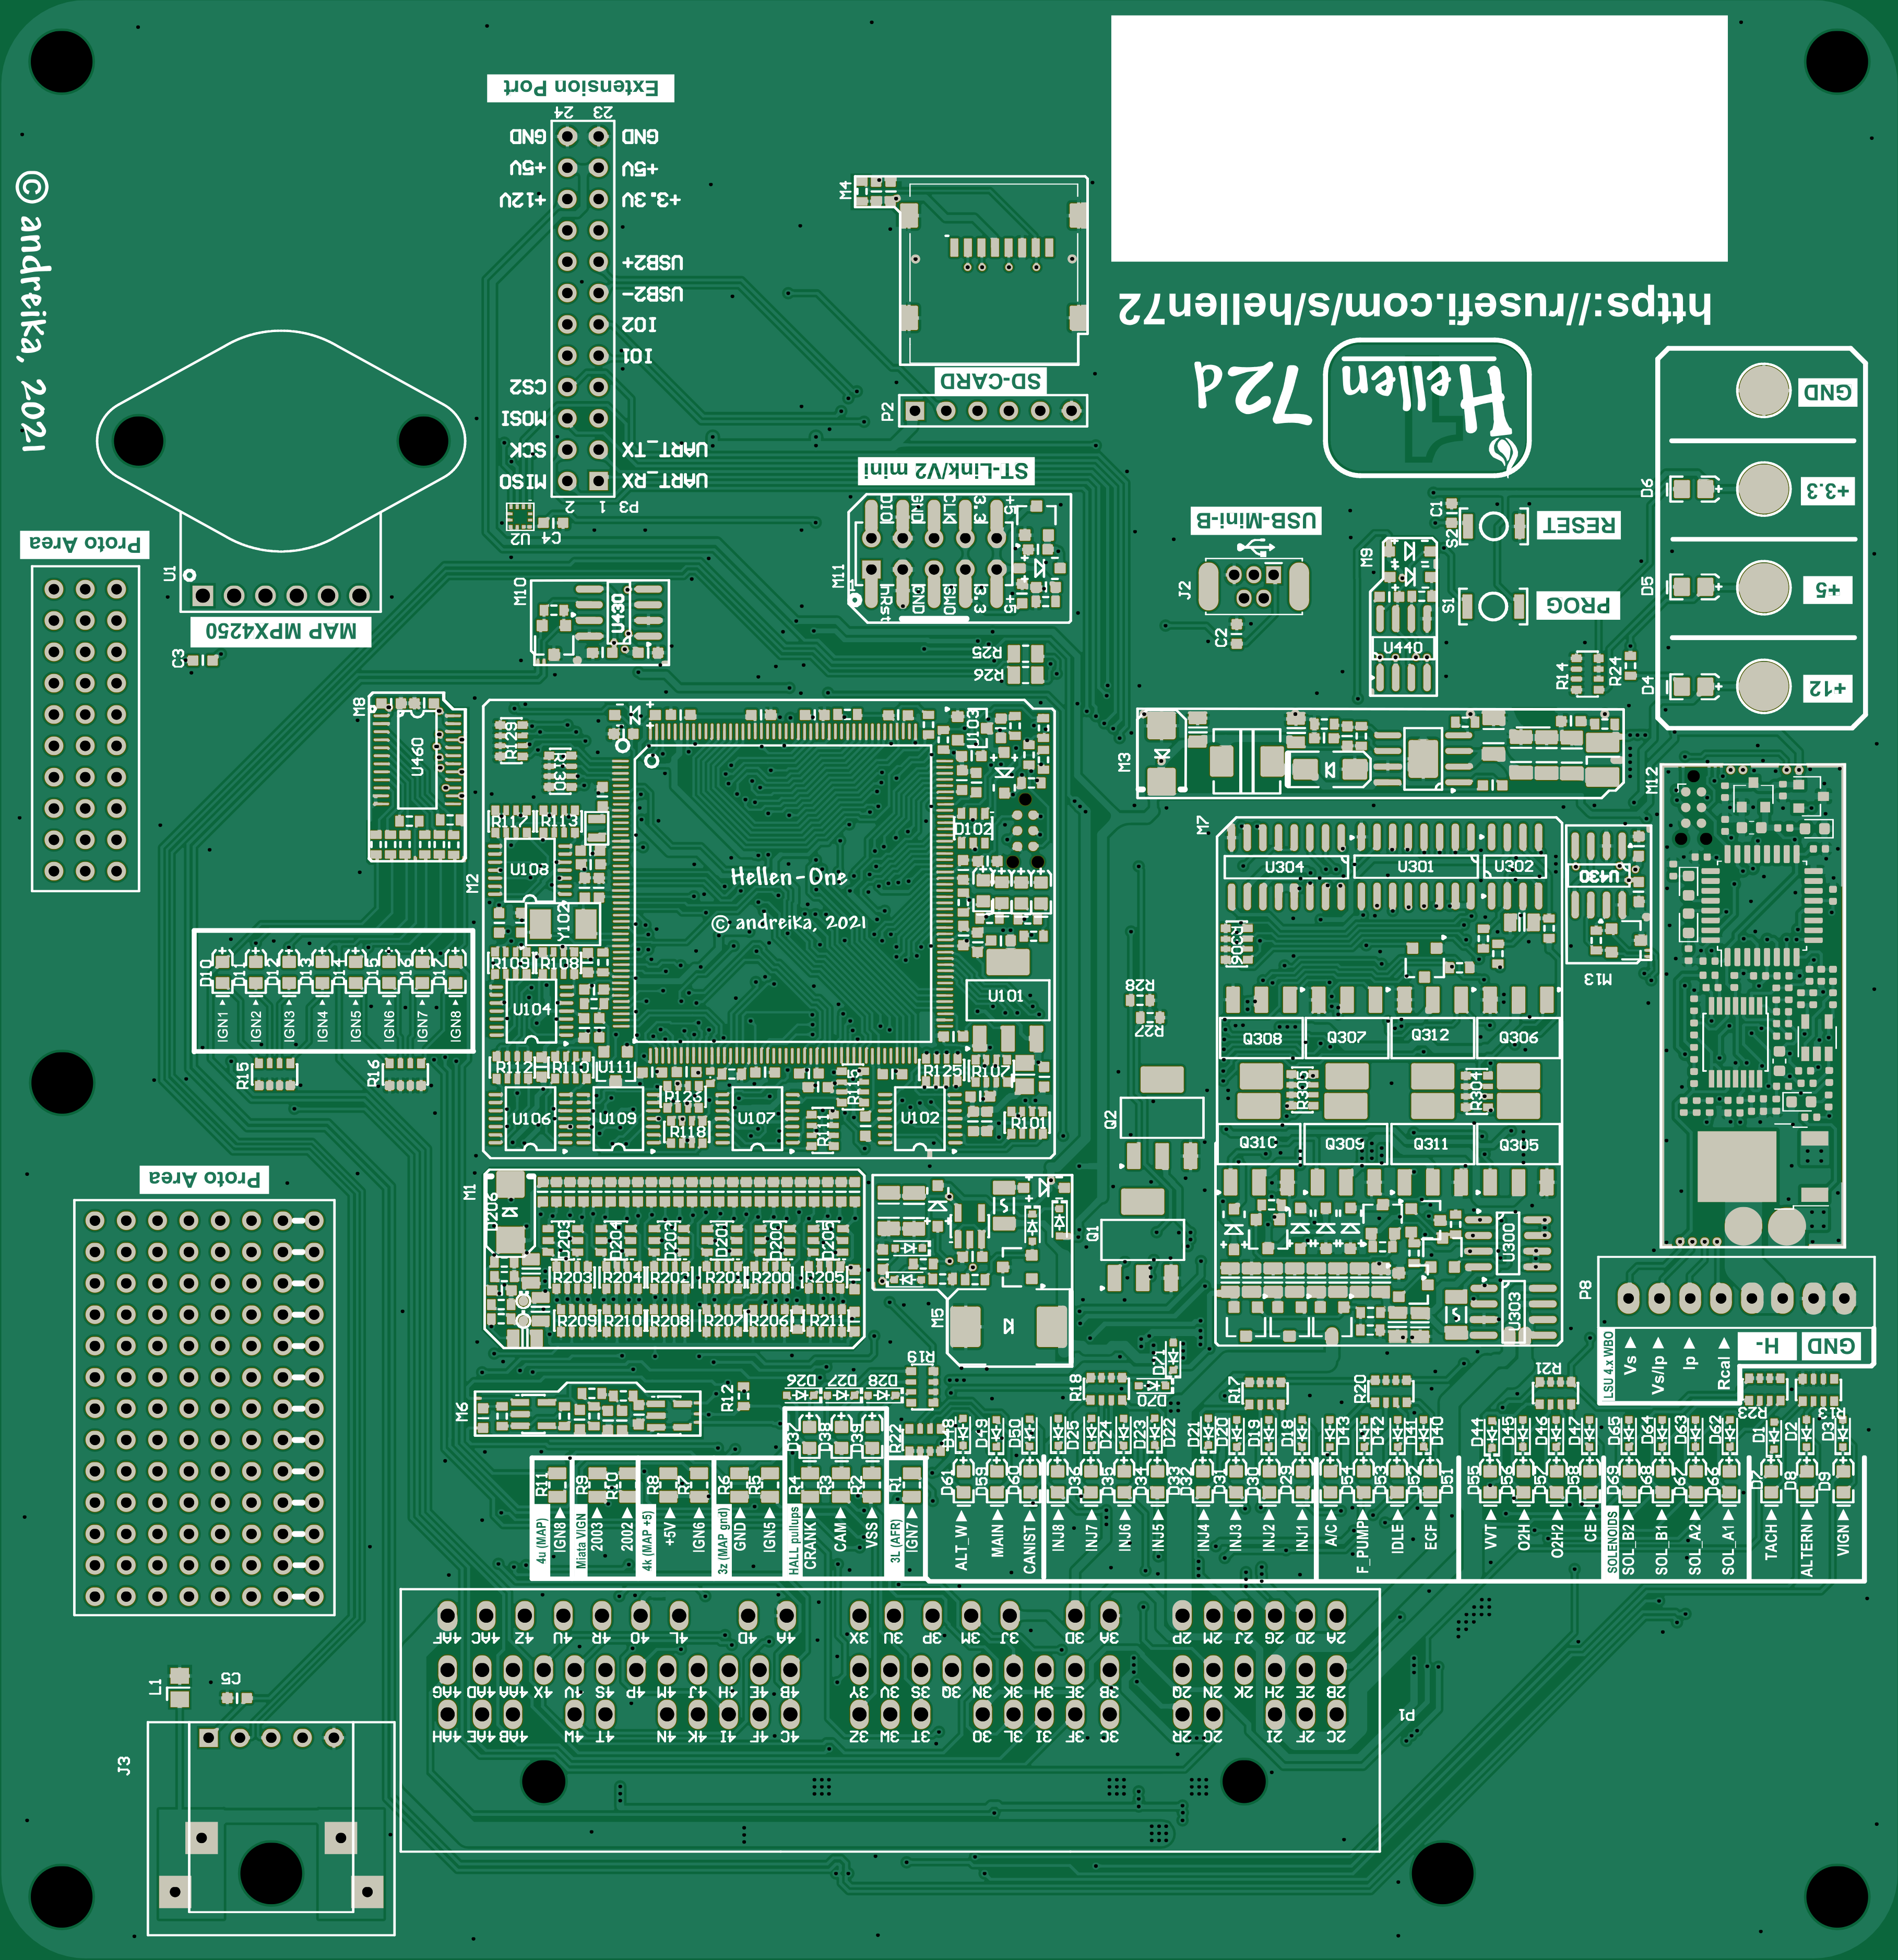 Extension Port
24 23
GND GND
+5V +5V
+12V +3.3V
USB2+
USB2-
IO2
IO1
CS2
MOSI
SCK UART_TX
MISO UART_RX
2 1 P3
U2 C4
© andreika, 2021
M4
SD-CARD
P2
https://rusefi.com/s/hellen72
72d
Hellen
GND
+3.3
+5
+12
D6
D5
D4
ST-Link/V2 mini
DIO GND CLK 3.3 +5
nRst GND GND 3.3 +5
M11
USB-Mini-B
J2
C2
M9
U440
C1
S2
RESET
S1
PROG
R14
R24
Proto Area
U1
MAP MPX4250
C3
M10
U430
R25
R26
M8
U460
M2
R129
R130
R117 R113
U108
Y102
R109 R108
U104
R112 R110 U111
U106 U109 U107 U102
R123
R118
R111
R115
R125 R107
R101
U103
D102
U101
Hellen-One
© andreika, 2021
M3
M12
M7
U304 U301 U302
U430
M13
Q308 Q307 Q312 Q306
R305 R304
Q310 Q309 Q311 Q305
U300
U303
R28
R27
Q2
Q1
D10 D11 D12 D13 D14 D15 D16 D17
IGN1 IGN2 IGN3 IGN4 IGN5 IGN6 IGN7 IGN8
R15
R16
Proto Area
M1
D206
D203 D204 D202 D201 D200 D205
R203 R204 R202 R201 R200 R205
R209 R210 R208 R207 R206 R211
M5
P8
LSU 4.x WBO
Vs
Vs/Ip
Ip
Rcal
H-
GND
M6
R12
D26 D27 D28
R19
R22
R18
D71
D70
R17
R20
R21
R23
R13
D37 D38 D39
D48 D49 D50 D25 D24 D23 D22 D21 D20 D19 D18 D43 D42 D41 D40 D44 D45 D46 D47 D65 D64 D63 D62 D1 D2 D3
R11 R9 R10 R8 R7 R6 R5 R4 R3 R2 R1
D61 D59 D60 D36 D35 D34 D33 D32 D31 D30 D29 D54 D53 D52 D51 D55 D56 D57 D58 D69 D68 D67 D66 D7 D8 D9
4u (MAP)
IGN8
Miata VIGN
2003
2002
4k (MAP +5)
+5V
IGN6
3z (MAP gnd)
GND
IGN5
HALL pullups
CRANK
CAM
VSS
3L (AFR)
IGN7
ALT_W
MAIN
CANIST
INJ8
INJ7
INJ6
INJ5
INJ4
INJ3
INJ2
INJ1
A/C
F_PUMP
IDLE
ECF
VVT
O2H
O2H2
CE
SOLENOIDS
SOL_B2
SOL_B1
SOL_A2
SOL_A1
TACH
ALTERN
VIGN
4AF 4AC 4Z 4U 4R 4O 4L 4D 4A 3X 3U 3P 3M 3J 3D 3A 2P 2M 2J 2G 2D 2A
4AG 4AD 4AA 4X 4V 4S 4P 4M 4J 4H 4E 4B 3Y 3V 3S 3Q 3N 3K 3H 3E 3B 2Q 2N 2K 2H 2E 2B
4AH 4AE 4AB 4W 4T 4N 4K 4I 4F 4C 3Z 3W 3T 3O 3L 3I 3F 3C 2R 2O 2I 2F 2C
P1
L1
C5
J3